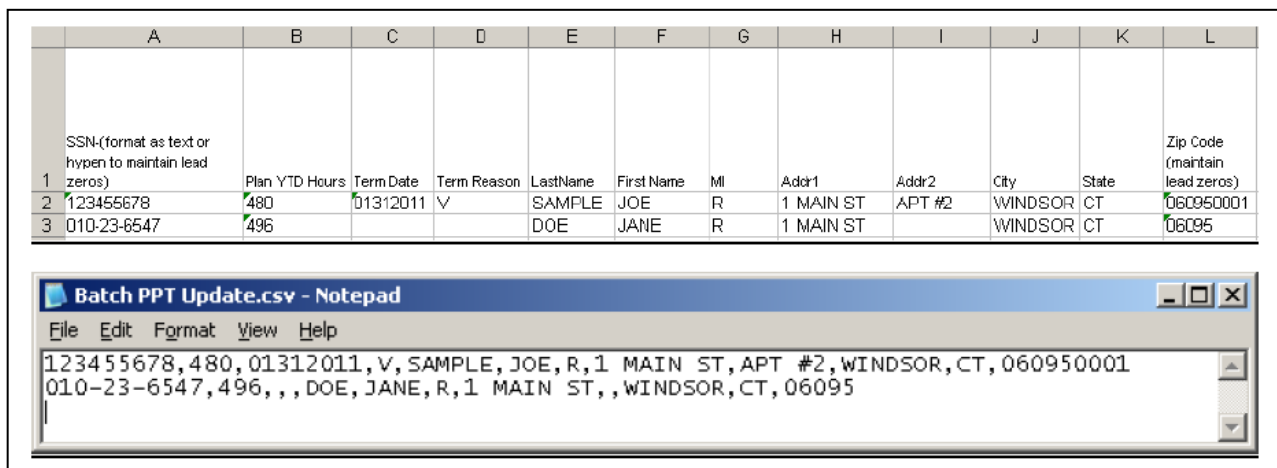 A B C D E F G H I J K L
SSN-(format as text or
hypen to maintain lead
zeros)
Zip Code
(maintain
lead zeros)
1 Plan YTD Hours Term Date Term Reason LastName First Name MI Addr1 Addr2 City State
2 123455678 480 01312011 V SAMPLE JOE R 1 MAIN ST APT #2 WINDSOR CT 060950001
3 010-23-6547 496 DOE JANE R 1 MAIN ST WINDSOR CT 06095
Batch PPT Update.csv - Notepad
File Edit Format View Help
123455678,480,01312011,V,SAMPLE,JOE,R,1 MAIN ST,APT #2,WINDSOR,CT,060950001
010-23-6547,496,,,DOE,JANE,R,1 MAIN ST,,WINDSOR,CT,06095